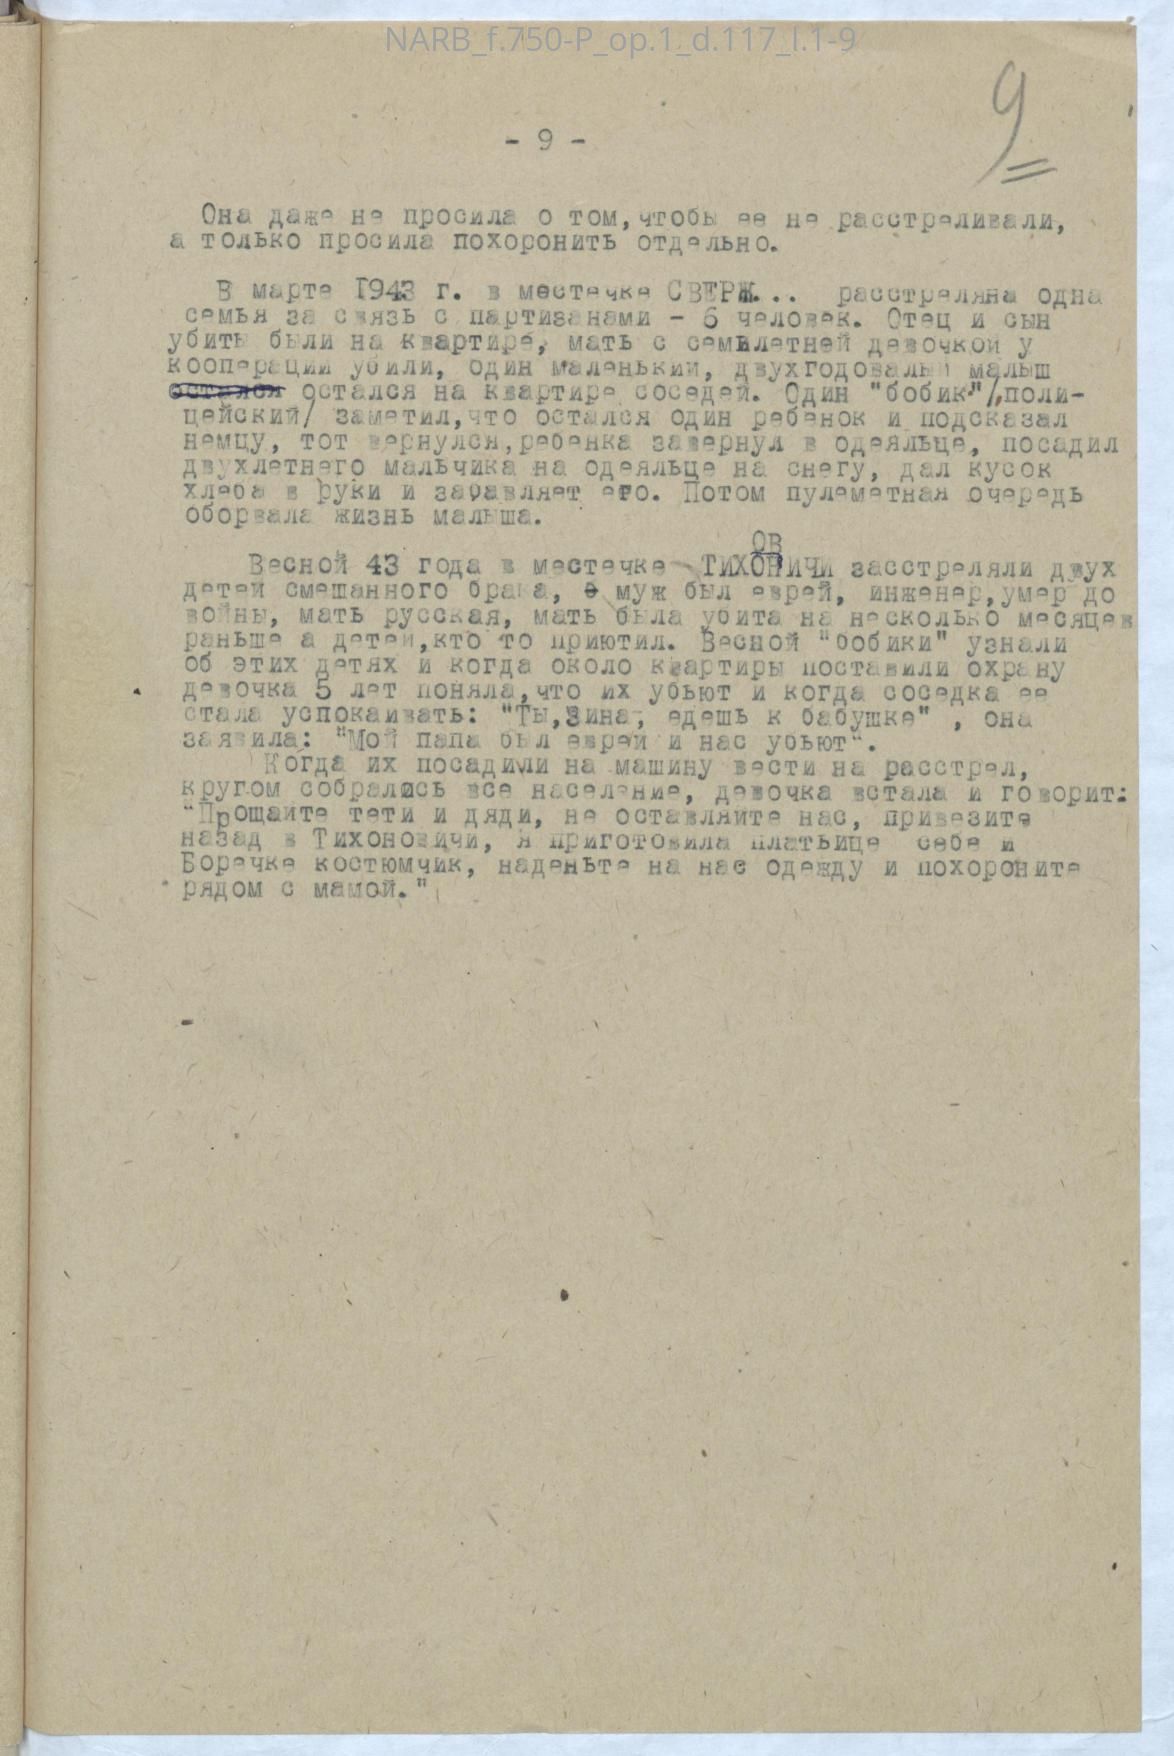 NARB_f.750-P_op.1_d.117_l.1-9
9
- 9 -
Она даже не просила о том,чтобы ее не расстреливали,
а только просила похоронить отдельно.
В марте I943 г. в местечке СВЕРЖ... расстреляна одна
семья за связь с партизанами - 6 человек. Отец и сын
убиты были на квартире, мать с семилетней девочкой у
кооперации убили, один маленький, двухгодовалый малыш
остался остался на квартире соседей. Один "бобик"/поли-
цейский/ заметил,что остался один ребенок и подсказал
немцу, тот вернулся,ребенка завернул в одеяльце, посадил
двухлетнего мальчика на одеяльце на снегу, дал кусок
хлеба в руки и заравляет его. Потом пулеметная очередь
оборвала жизнь малыша.
ОВ
Весной 43 года в местечке ТИХОНИЧИ засстреляли двух
детей смешанного брака, муж был еврей, инженер,умер до
войны, мать русская, мать была убита на несколько месяцев
раньше а детей,кто то приютил. Весной "бобики" узнали
об этих детях и когда около квартиры поставили охрану
девочка 5 лет поняла,что их убьют и когда соседка ее
стала успокаивать: "Ты,Зина, едешь к бабушке" , она
заявила: "Мой папа был еврей и нас убьют".
Когда их посадили на машину вести на расстрел,
кругом собрались все население, девочка встала и говорит:
"Прощайте тети и дяди, не оставляйте нас, привезите
назад в Тихоновичи, я приготовила платьице себе и
Боречке костюмчик, наденьте на нас одежду и похороните
рядом с мамой."